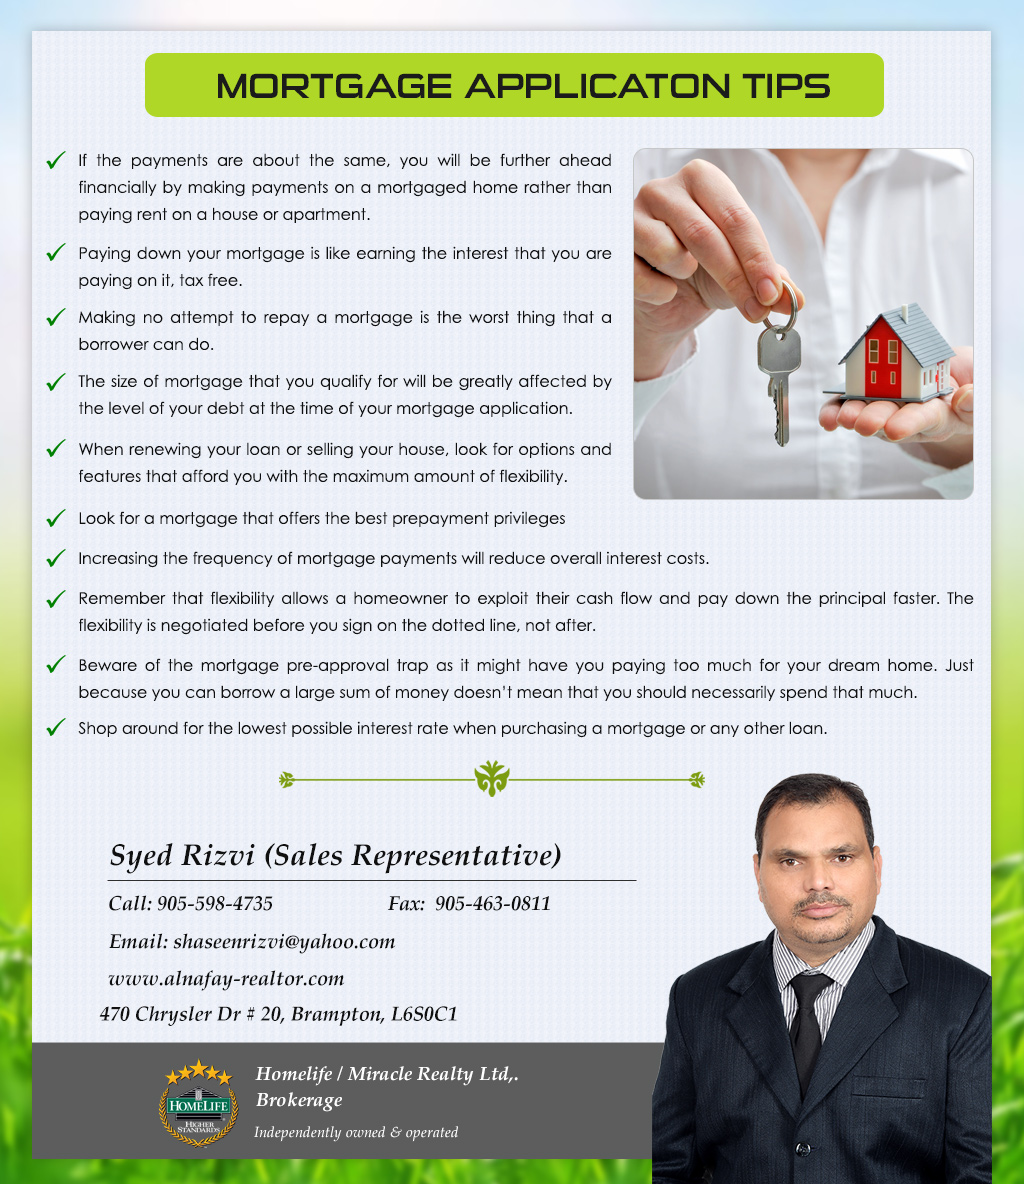 MORTGAGE APPLICATON TIPS
If the payments are about the same, you will be further ahead
financially by making payments on a mortgaged home rather than
paying rent on a house or apartment.
Paying down your mortgage is like earning the interest that you are
paying on it, tax free.
Making no attempt to repay a mortgage is the worst thing that a
borrower can do.
The size of mortgage that you qualify for will be greatly affected by
the level of your debt at the time of your mortgage application.
When renewing your loan or selling your house, look for options and
features that afford you with the maximum amount of flexibility.
Look for a mortgage that offers the best prepayment privileges
Increasing the frequency of mortgage payments will reduce overall interest costs.
Remember that flexibility allows a homeowner to exploit their cash flow and pay down the principal faster. The
flexibility is negotiated before you sign on the dotted line, not after.
Beware of the mortgage pre-approval trap as it might have you paying too much for your dream home. Just
because you can borrow a large sum of money doesn't mean that you should necessarily spend that much.
Shop around for the lowest possible interest rate when purchasing a mortgage or any other loan.
Syed Rizvi (Sales Representative)
Call: 905-598-4735 Fax: 905-463-0811
Email: shaseenrizvi@yahoo.com
www.alnafay-realtor.com
470 Chrysler Dr # 20, Brampton, L6S0C1
Homelife / Miracle Realty Ltd,.
Brokerage
Independently owned & operated
HOMELIFE
HIGHER
STANDARDS